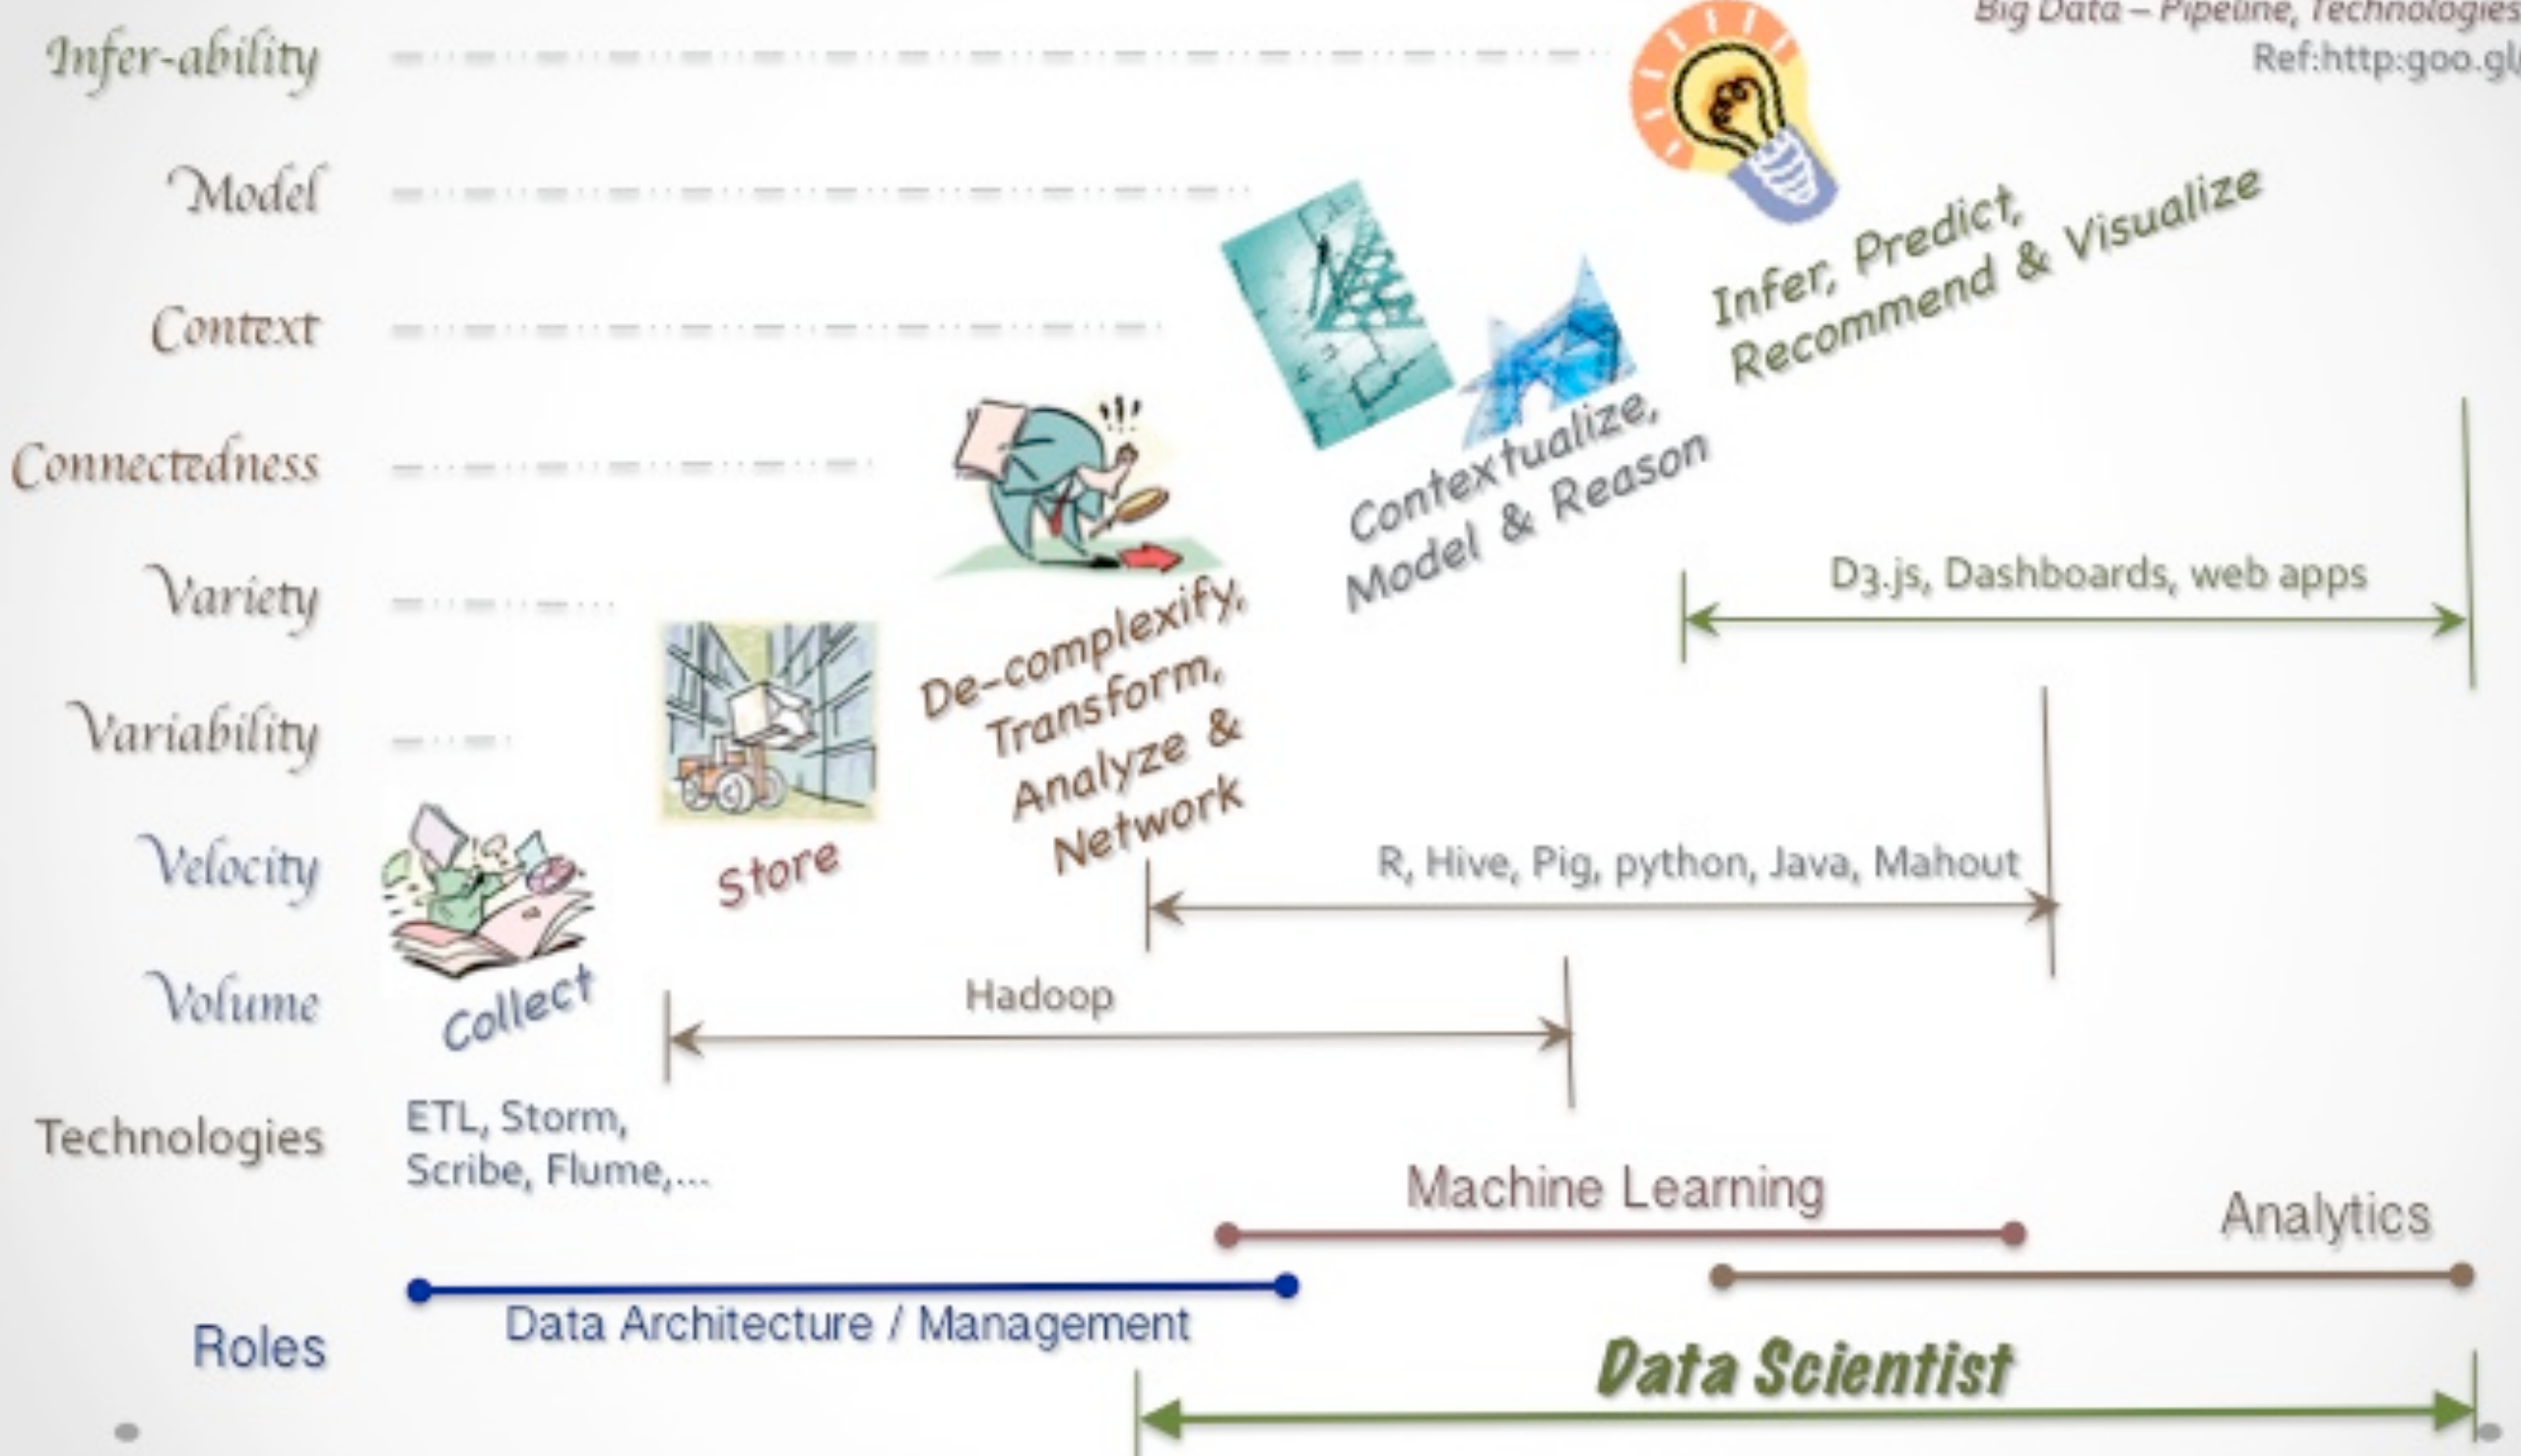 Big Data – Pipeline, Technologies
Ref:http:goo.gl
Infer-ability
Model
Context
Connectedness
Variety
Variability
Velocity
Volume
Technologies
Roles
Infer, Predict,
Recommend & Visualize
Contextualize,
Model & Reason
De-complexify,
Transform,
Analyze &
Network
Store
Collect
D3.js, Dashboards, web apps
R, Hive, Pig, python, Java, Mahout
Hadoop
ETL, Storm,
Scribe, Flume,...
Machine Learning
Analytics
Data Architecture / Management
Data Scientist